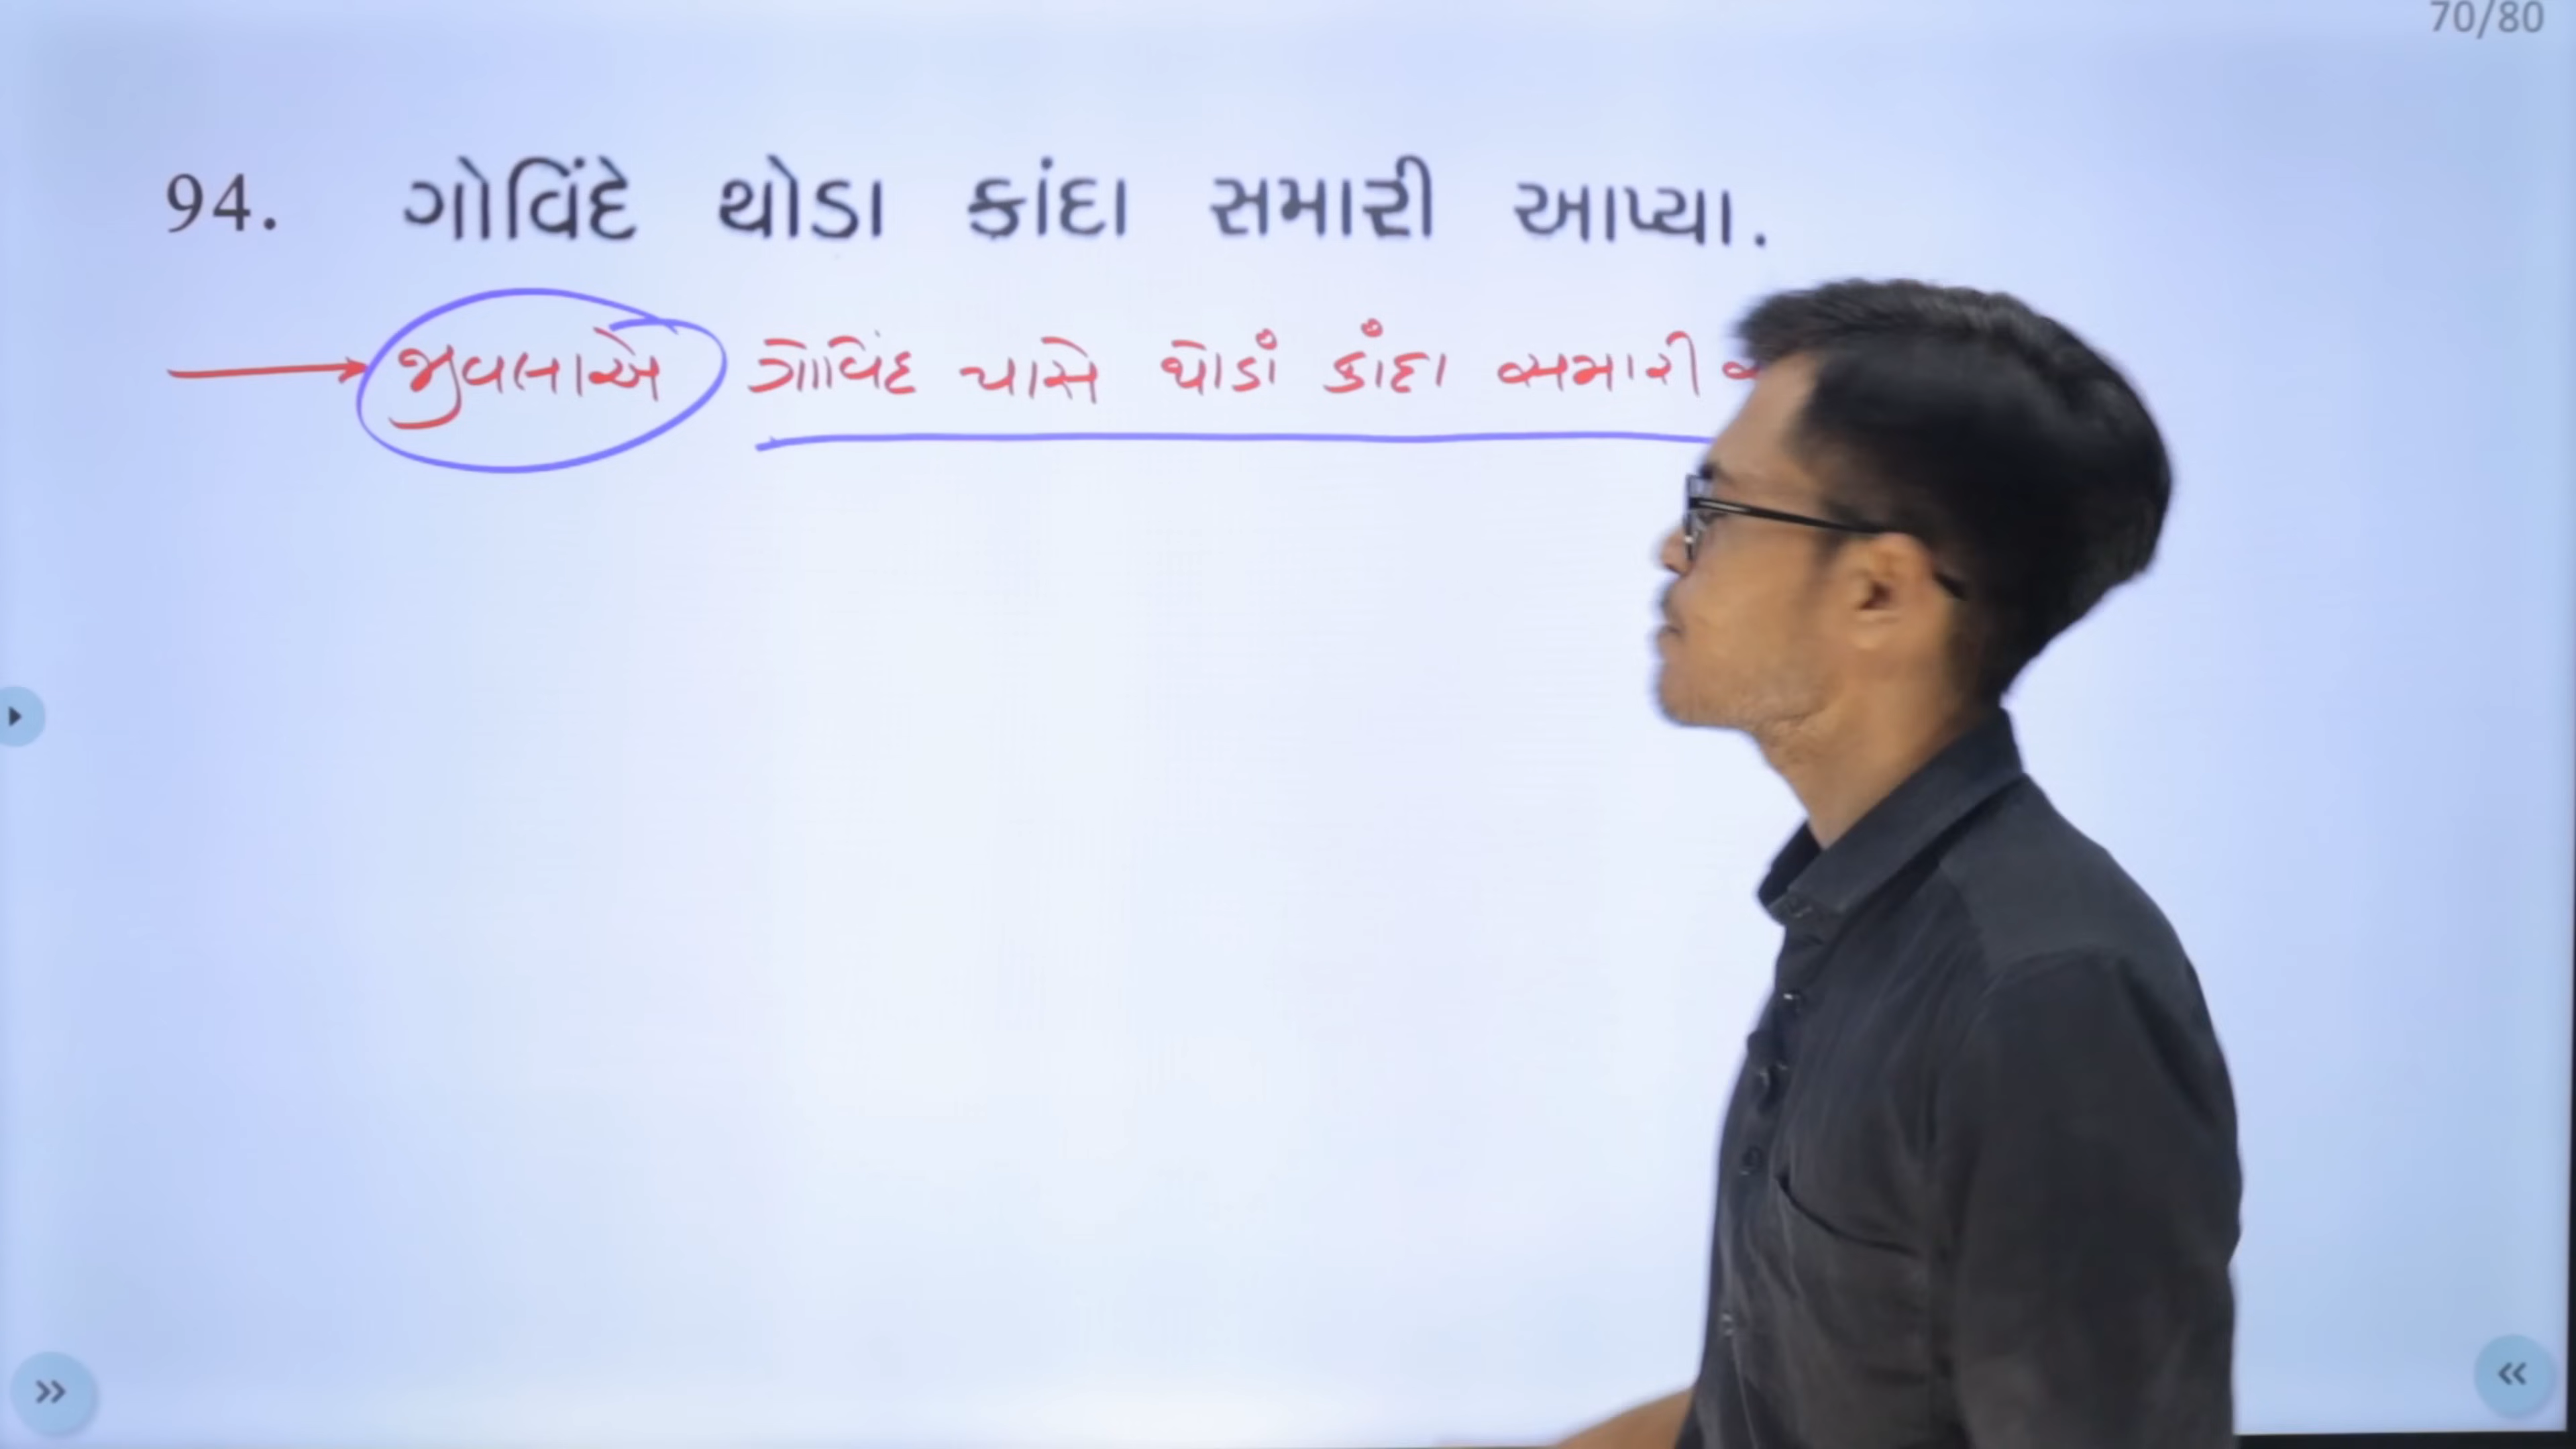 70/80
94. ગોવિંદે થોડા કાંદા સમારી આપ્યા.
જીવલાએ ગોવિંદ પાસે થોડાં કાંદા સમારી